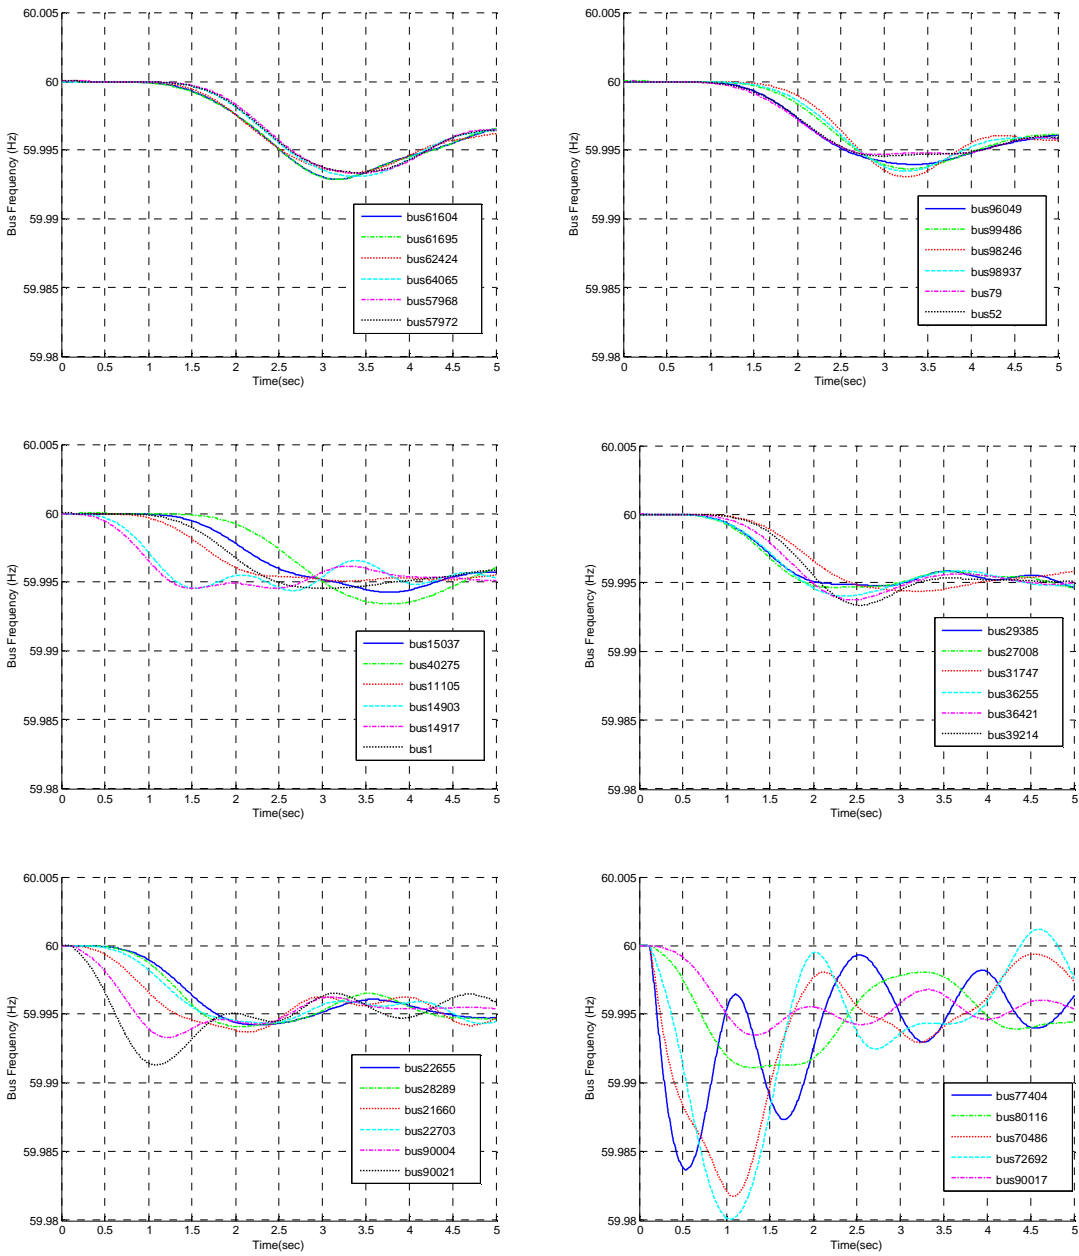 60.005
60
59.995
59.99
59.985
59.98
Bus Frequency (Hz)
0 0.5 1 1.5 2 2.5 3 3.5 4 4.5 5
Time(sec)
bus61604
bus61695
bus62424
bus64065
bus57968
bus57972
60.005
60
59.995
59.99
59.985
59.98
Bus Frequency (Hz)
0 0.5 1 1.5 2 2.5 3 3.5 4 4.5 5
Time(sec)
bus96049
bus99486
bus98246
bus98937
bus79
bus52
60.005
60
59.995
59.99
59.985
59.98
Bus Frequency (Hz)
0 0.5 1 1.5 2 2.5 3 3.5 4 4.5 5
Time(sec)
bus15037
bus40275
bus11105
bus14903
bus14917
bus1
60.005
60
59.995
59.99
59.985
59.98
Bus Frequency (Hz)
0 0.5 1 1.5 2 2.5 3 3.5 4 4.5 5
Time(sec)
bus29385
bus27008
bus31747
bus36255
bus36421
bus39214
60.005
60
59.995
59.99
59.985
59.98
Bus Frequency (Hz)
0 0.5 1 1.5 2 2.5 3 3.5 4 4.5 5
Time(sec)
bus22655
bus28289
bus21660
bus22703
bus90004
bus90021
60.005
60
59.995
59.99
59.985
59.98
Bus Frequency (Hz)
0 0.5 1 1.5 2 2.5 3 3.5 4 4.5 5
Time(sec)
bus77404
bus80116
bus70486
bus72692
bus90017